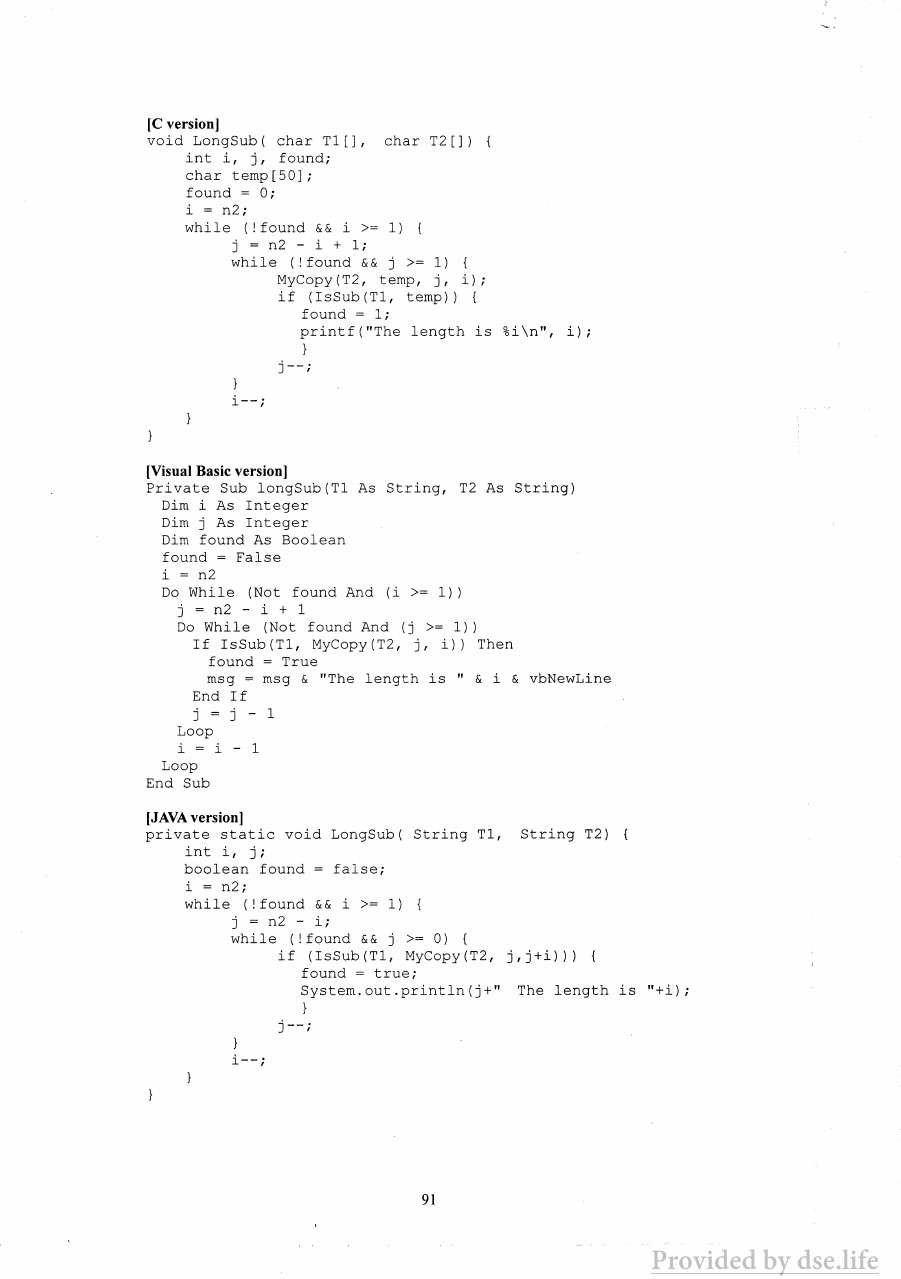 [C version]
void LongSub( char T1[],  char T2[]) {
int i, j, found;
char temp[50];
found = 0;
i = n2;
while (!found && i >= 1) {
j = n2 - i + 1;
while (!found && j >= 1) {
MyCopy(T2, temp, j, i);
if (IsSub(T1, temp)) {
found = 1;
printf("The length is %i\n", i);
}
j--;
}
i--;
}
}
[Visual Basic version]
Private Sub longSub(T1 As String, T2 As String)
Dim i As Integer
Dim j As Integer
Dim found As Boolean
found = False
i = n2
Do While (Not found And (i >= 1))
j = n2 - i + 1
Do While (Not found And (j >= 1))
If IsSub(T1, MyCopy(T2, j, i)) Then
found = True
msg = msg & "The length is " & i & vbNewLine
End If
j = j - 1
Loop
i = i - 1
Loop
End Sub
[JAVA version]
private static void LongSub( String T1,  String T2) {
int i, j;
boolean found = false;
i = n2;
while (!found && i >= 1) {
j = n2 - i;
while (!found && j >= 0) {
if (IsSub(T1, MyCopy(T2, j,j+i))) {
found = true;
System.out.println(j+"  The length is "+i);
}
j--;
}
i--;
}
}
91
Provided by dse.life